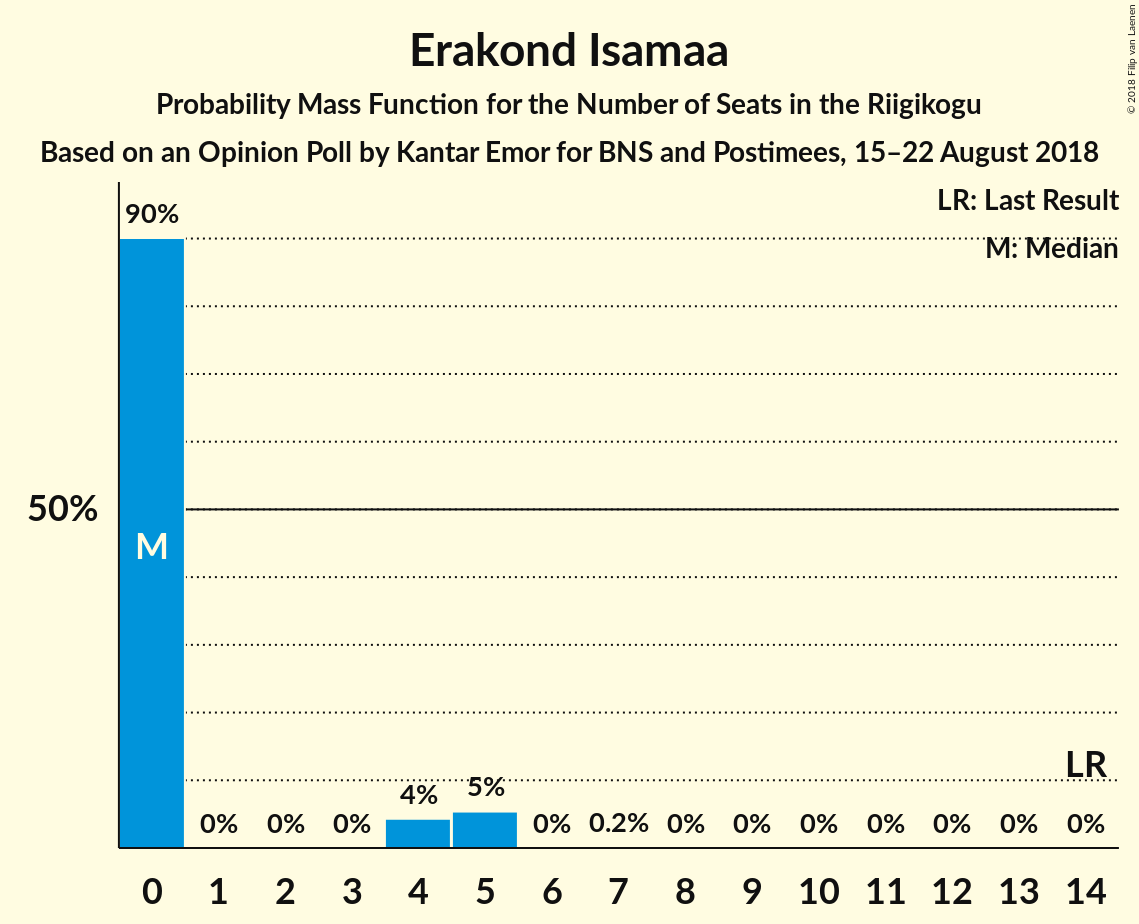 Erakond Isamaa
Probability Mass Function for the Number of Seats in the Riigikogu
Based on an Opinion Poll by Kantar Emor for BNS and Postimees, 15–22 August 2018
© 2018 Filip van Laenen
LR: Last Result
M: Median
90%
50%
M
LR
0% 0% 0% 4% 5% 0% 0.2% 0% 0% 0% 0% 0% 0% 0%
0 1 2 3 4 5 6 7 8 9 10 11 12 13 14